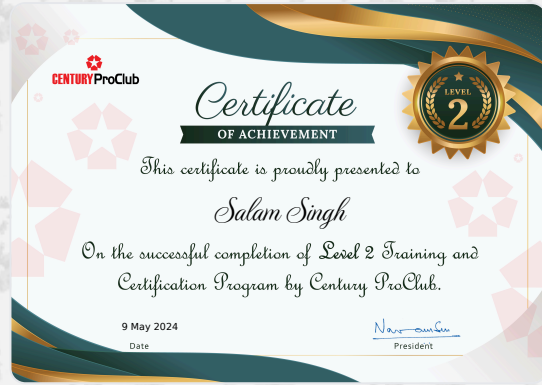 CENTURY ProClub
Certificate
OF ACHIEVEMENT
LEVEL
2
This certificate is proudly presented to
Salam Singh
On the successful completion of Level 2 Training and
Certification Program by Century ProClub.
9 May 2024
Date
President